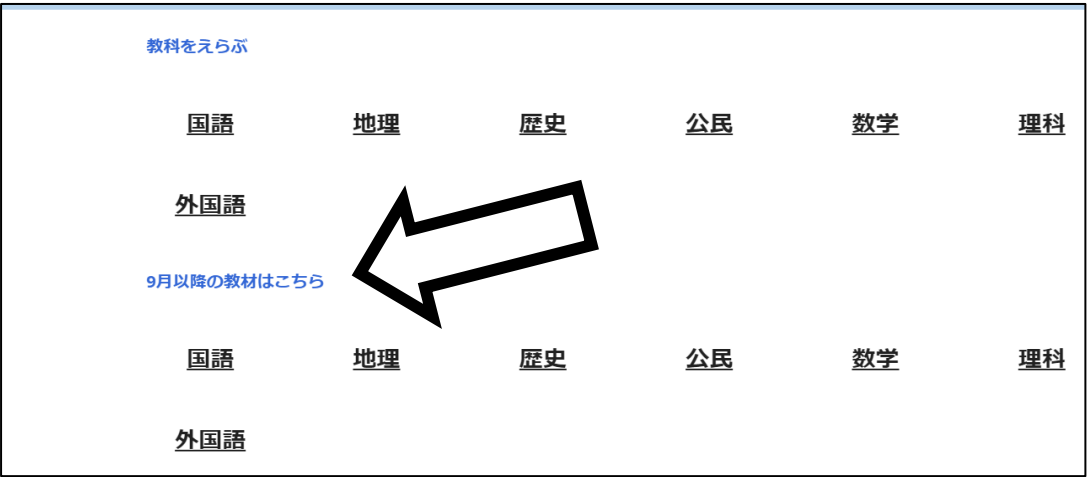 教科をえらぶ
国語 地理 歴史 公民 数学 理科
外国語
9月以降の教材はこちら
国語 地理 歴史 公民 数学 理科
外国語